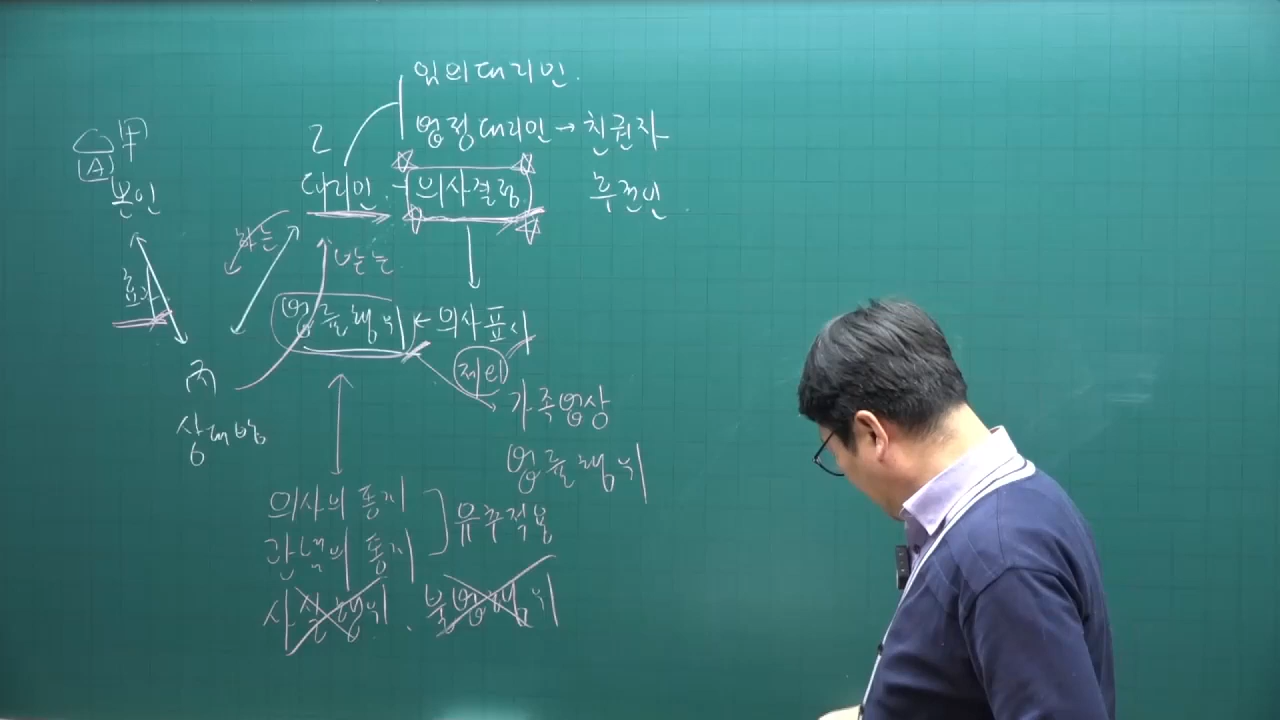 임의대리인.
법정대리인 → 친권자
후견인.
甲
A
본인
乙
대리인 - 의사결정
하는
받는
효과
법률행위 ← 의사표시
제외
丙
상대방
가족법상
법률행위
의사의 통지
관념의 통지
유추적용
사실행위. 불법행위